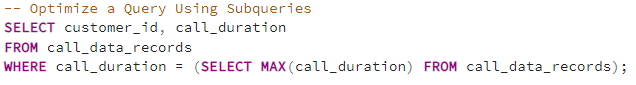 -- Optimize a Query Using Subqueries
SELECT customer_id, call_duration
FROM call_data_records
WHERE call_duration = (SELECT MAX(call_duration) FROM call_data_records);